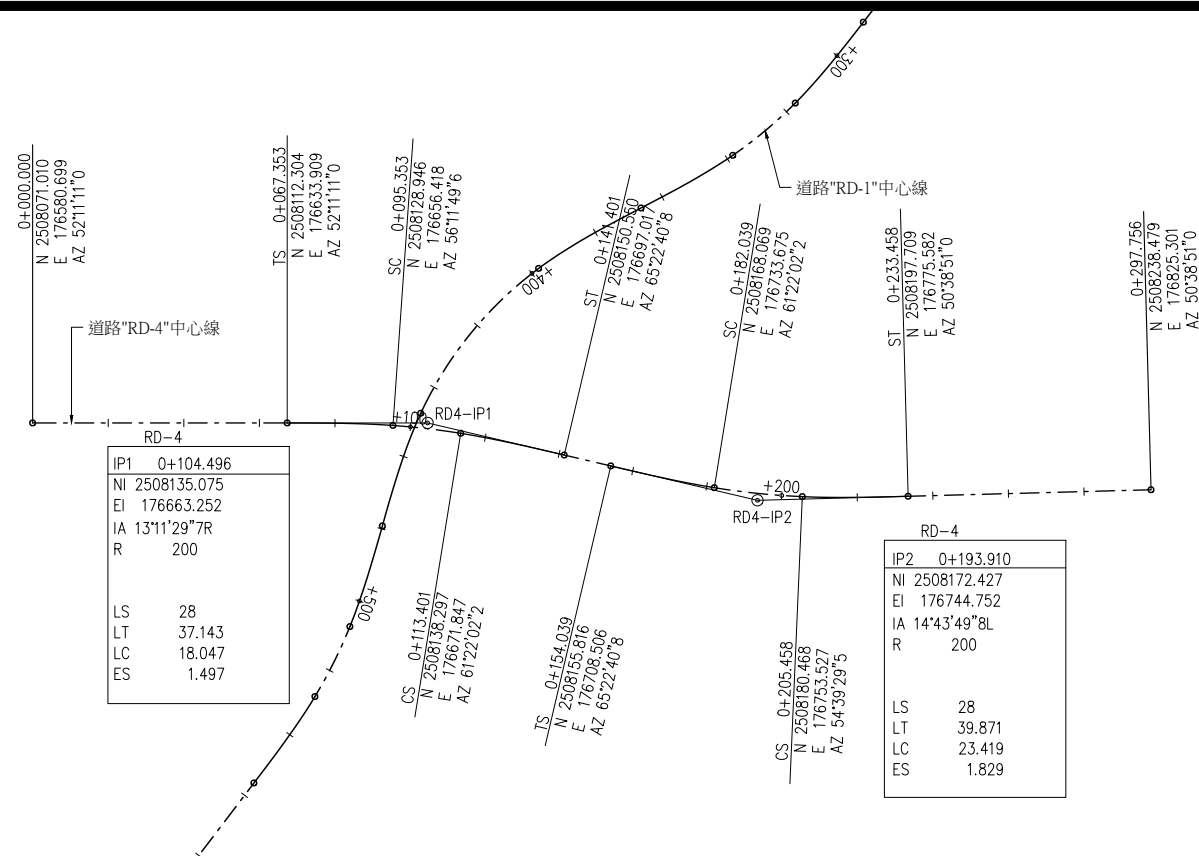 0+000.000
N 2508071.010
E 176580.699
AZ 52°11'11"0
TS 0+067.353
N 2508112.304
E 176633.909
AZ 52°11'11"0
SC 0+095.353
N 2508128.946
E 176656.418
AZ 56°11'49"6
ST 0+141.401
N 2508150.550
E 176697.017
AZ 65°22'40"8
SC 0+182.039
N 2508168.069
E 176733.675
AZ 61°22'02"2
ST 0+233.458
N 2508197.709
E 176775.582
AZ 50°38'51"0
0+297.756
N 2508238.479
E 176825.301
AZ 50°38'51"0
+300
道路"RD-1"中心線
+400
道路"RD-4"中心線
+100
RD4-IP1
+200
RD4-IP2
+500
RD-4
IP1 0+104.496
NI 2508135.075
EI 176663.252
IA 13°11'29"7R
R 200
LS 28
LT 37.143
LC 18.047
ES 1.497
CS 0+113.401
N 2508138.297
E 176671.847
AZ 61°22'02"2
TS 0+154.039
N 2508155.816
E 176708.506
AZ 65°22'40"8
CS 0+205.458
N 2508180.468
E 176753.527
AZ 54°39'29"5
RD-4
IP2 0+193.910
NI 2508172.427
EI 176744.752
IA 14°43'49"8L
R 200
LS 28
LT 39.871
LC 23.419
ES 1.829